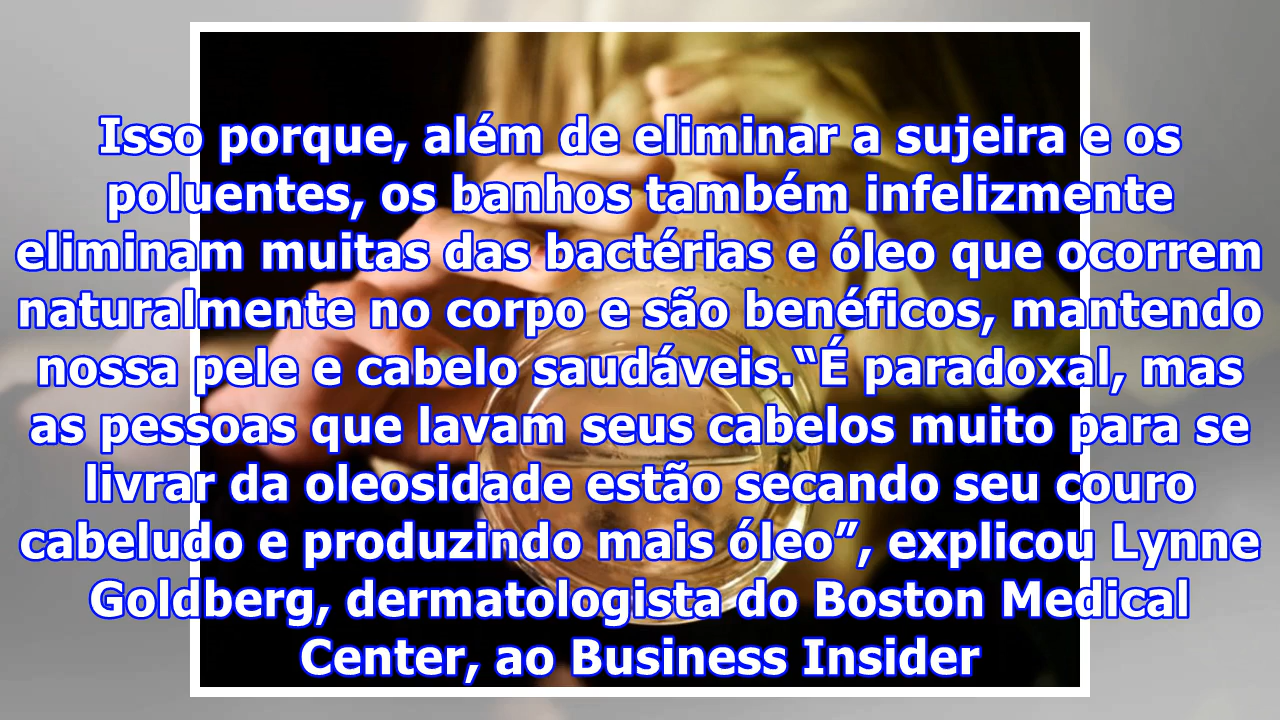 Isso porque, além de eliminar a sujeira e os
poluentes, os banhos também infelizmente
eliminam muitas das bactérias e óleo que ocorrem
naturalmente no corpo e são benéficos, mantendo
nossa pele e cabelo saudáveis.“É paradoxal, mas
as pessoas que lavam seus cabelos muito para se
livrar da oleosidade estão secando seu couro
cabeludo e produzindo mais óleo”, explicou Lynne
Goldberg, dermatologista do Boston Medical
Center, ao Business Insider